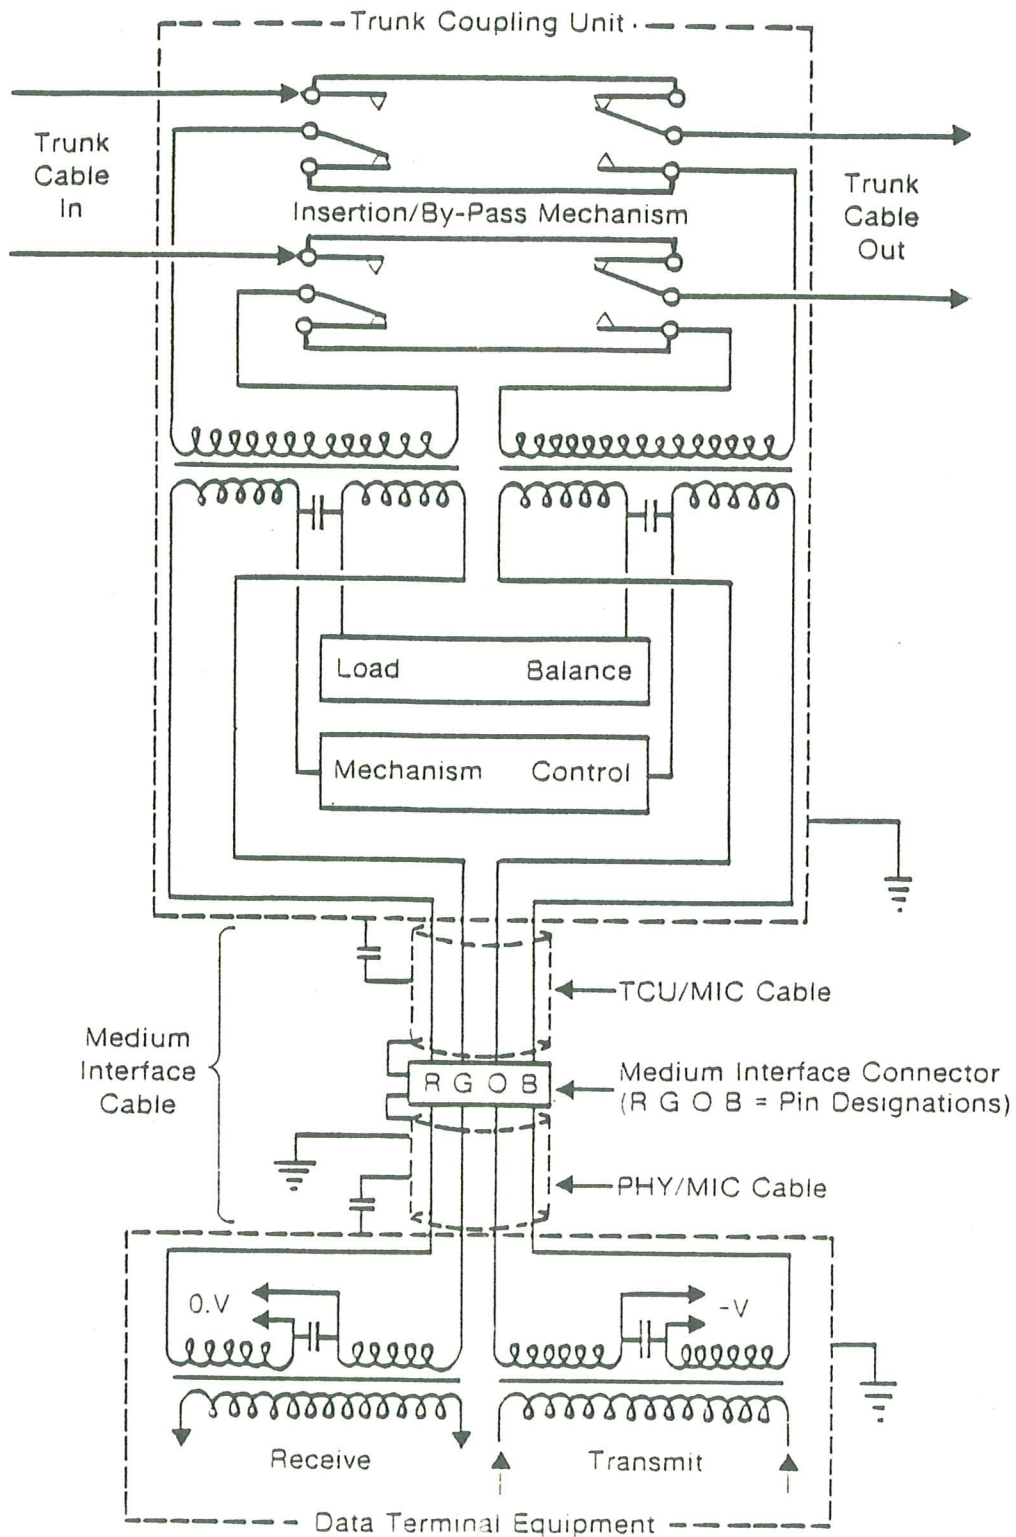 Trunk Coupling Unit
Trunk
Cable
In
Trunk
Cable
Out
Insertion/By-Pass Mechanism
Load Balance
Mechanism Control
TCU/MIC Cable
Medium
Interface
Cable
R G O B
Medium Interface Connector
(R G O B = Pin Designations)
PHY/MIC Cable
0.V
-V
Receive
Transmit
Data Terminal Equipment